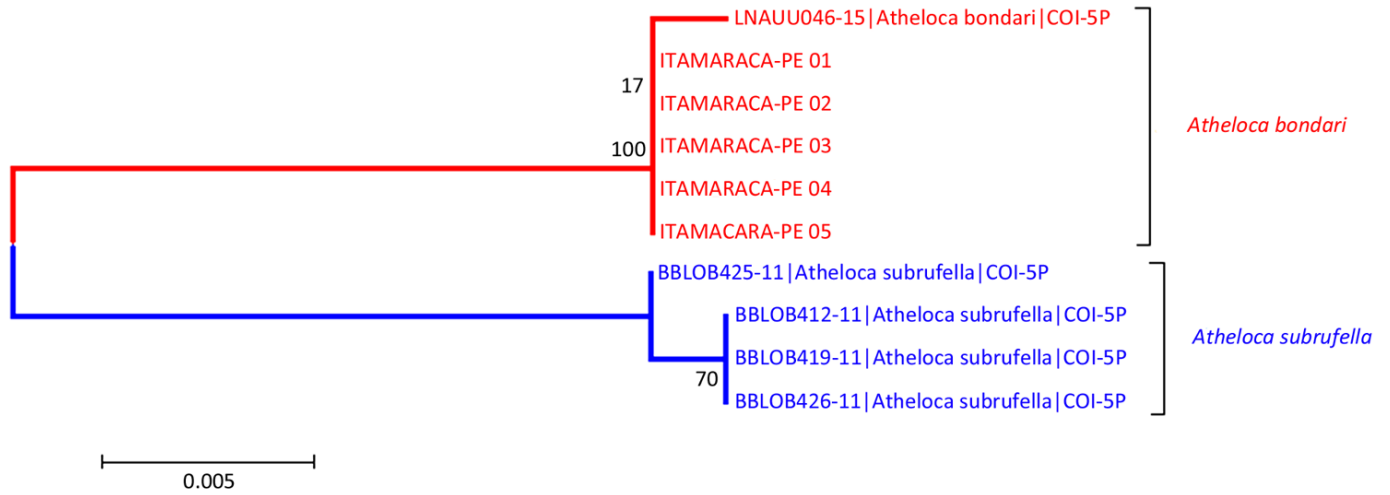 LNAUU046-15|Atheloca bondari|COI-5P
ITAMARACA-PE 01
17
ITAMARACA-PE 02
Atheloca bondari
ITAMARACA-PE 03
100
ITAMARACA-PE 04
ITAMACARA-PE 05
BBLOB425-11|Atheloca subrufella|COI-5P
BBLOB412-11|Atheloca subrufella|COI-5P
Atheloca subrufella
BBLOB419-11|Atheloca subrufella|COI-5P
70
BBLOB426-11|Atheloca subrufella|COI-5P
0.005